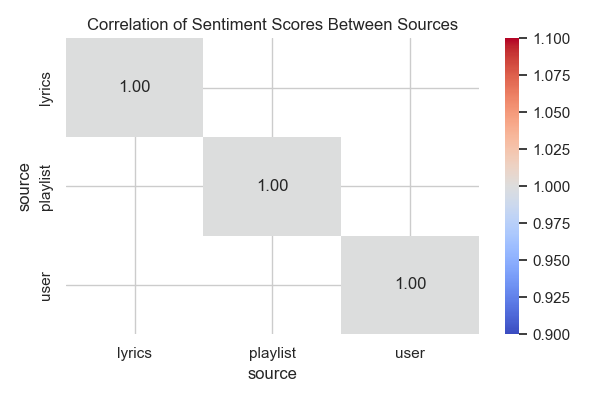 Correlation of Sentiment Scores Between Sources
lyrics
1.00
playlist
1.00
user
1.00
source
lyrics playlist user
source
1.100
1.075
1.050
1.025
1.000
0.975
0.950
0.925
0.900